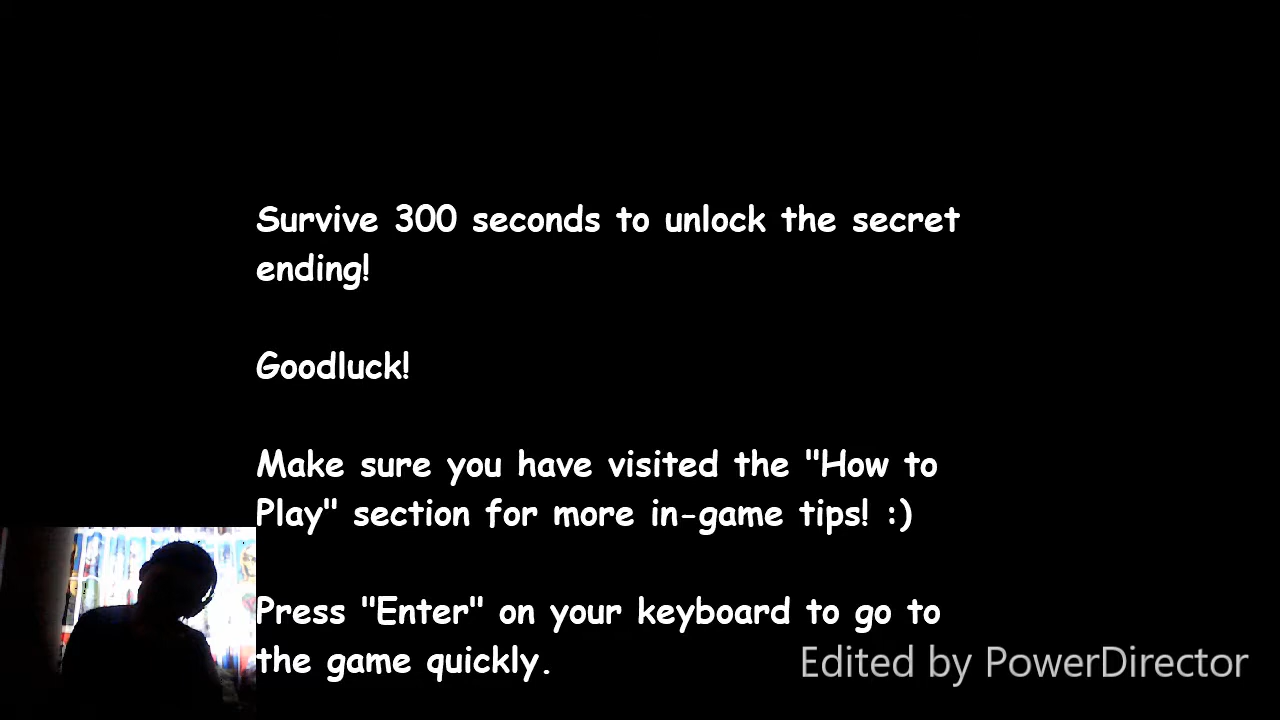 Survive 300 seconds to unlock the secret
ending!
Goodluck!
Make sure you have visited the "How to
Play" section for more in-game tips! :)
Press "Enter" on your keyboard to go to
the game quickly.
Edited by PowerDirector